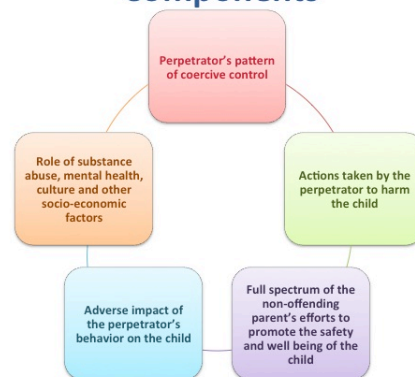 Components
Perpetrator's pattern
of coercive control
Actions taken by the
perpetrator to harm
the child
Full spectrum of the
non-offending
parent's efforts to
promote the safety
and well being of the
child
Adverse impact of
the perpetrator's
behavior on the child
Role of substance
abuse, mental health,
culture and other
socio-economic
factors